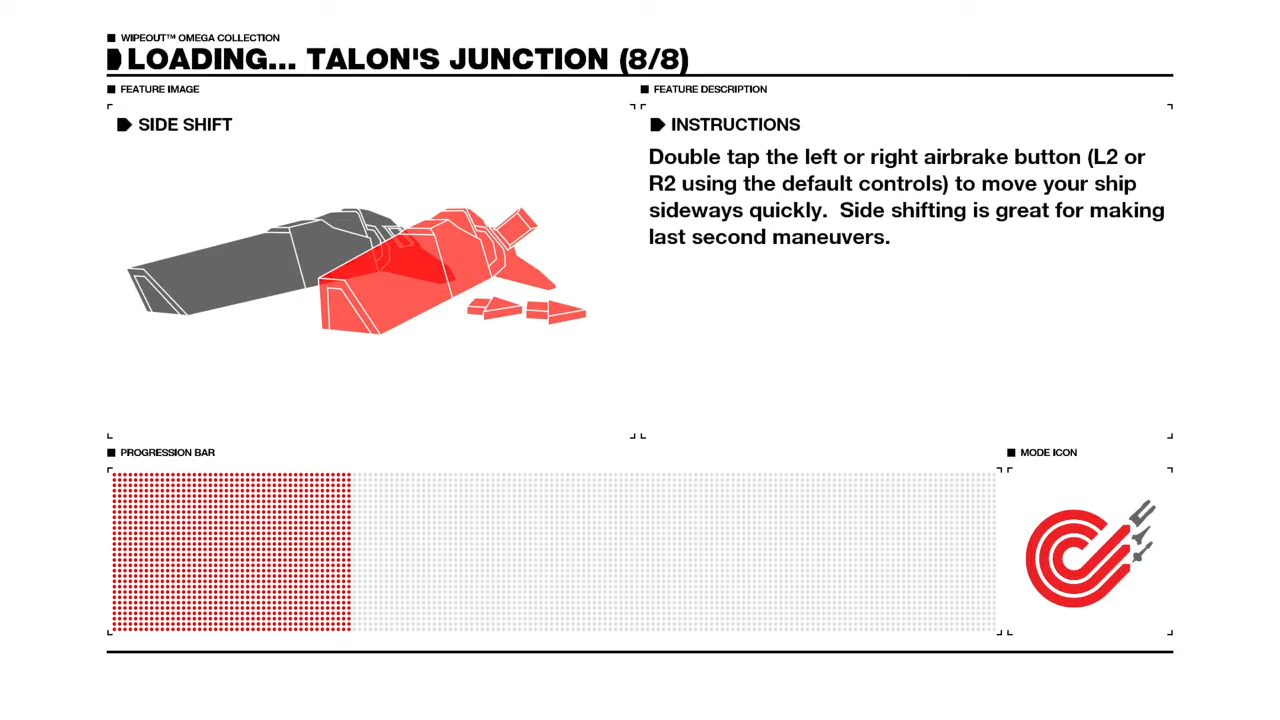 WIPEOUT™ OMEGA COLLECTION
LOADING... TALON'S JUNCTION (8/8)
FEATURE IMAGE
SIDE SHIFT
FEATURE DESCRIPTION
INSTRUCTIONS
Double tap the left or right airbrake button (L2 or
R2 using the default controls) to move your ship
sideways quickly.  Side shifting is great for making
last second maneuvers.
PROGRESSION BAR
MODE ICON